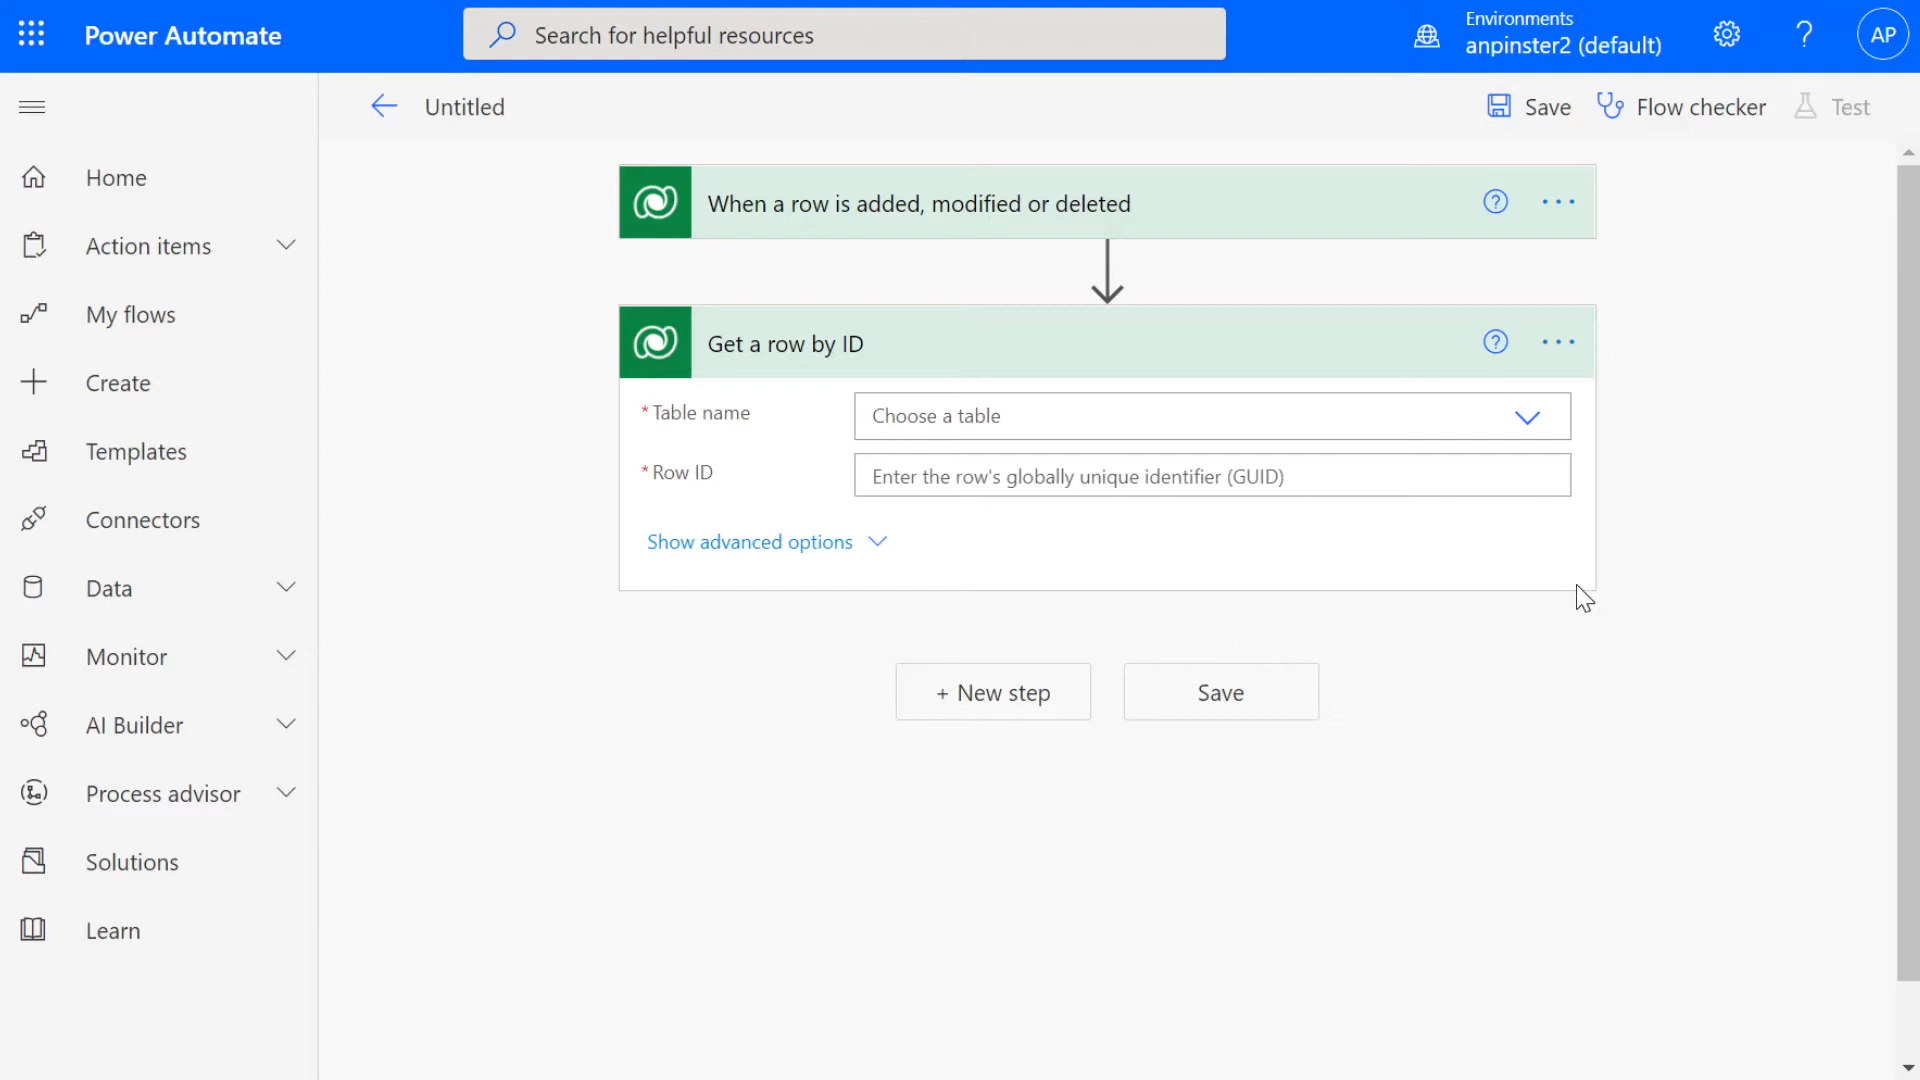 Power Automate
Search for helpful resources
Environments
anpinster2 (default)
?
AP
Untitled
Save
Flow checker
Test
Home
Action items
My flows
Create
Templates
Connectors
Data
Monitor
AI Builder
Process advisor
Solutions
Learn
When a row is added, modified or deleted
?
...
Get a row by ID
?
...
* Table name
Choose a table
* Row ID
Enter the row's globally unique identifier (GUID)
Show advanced options
+ New step
Save